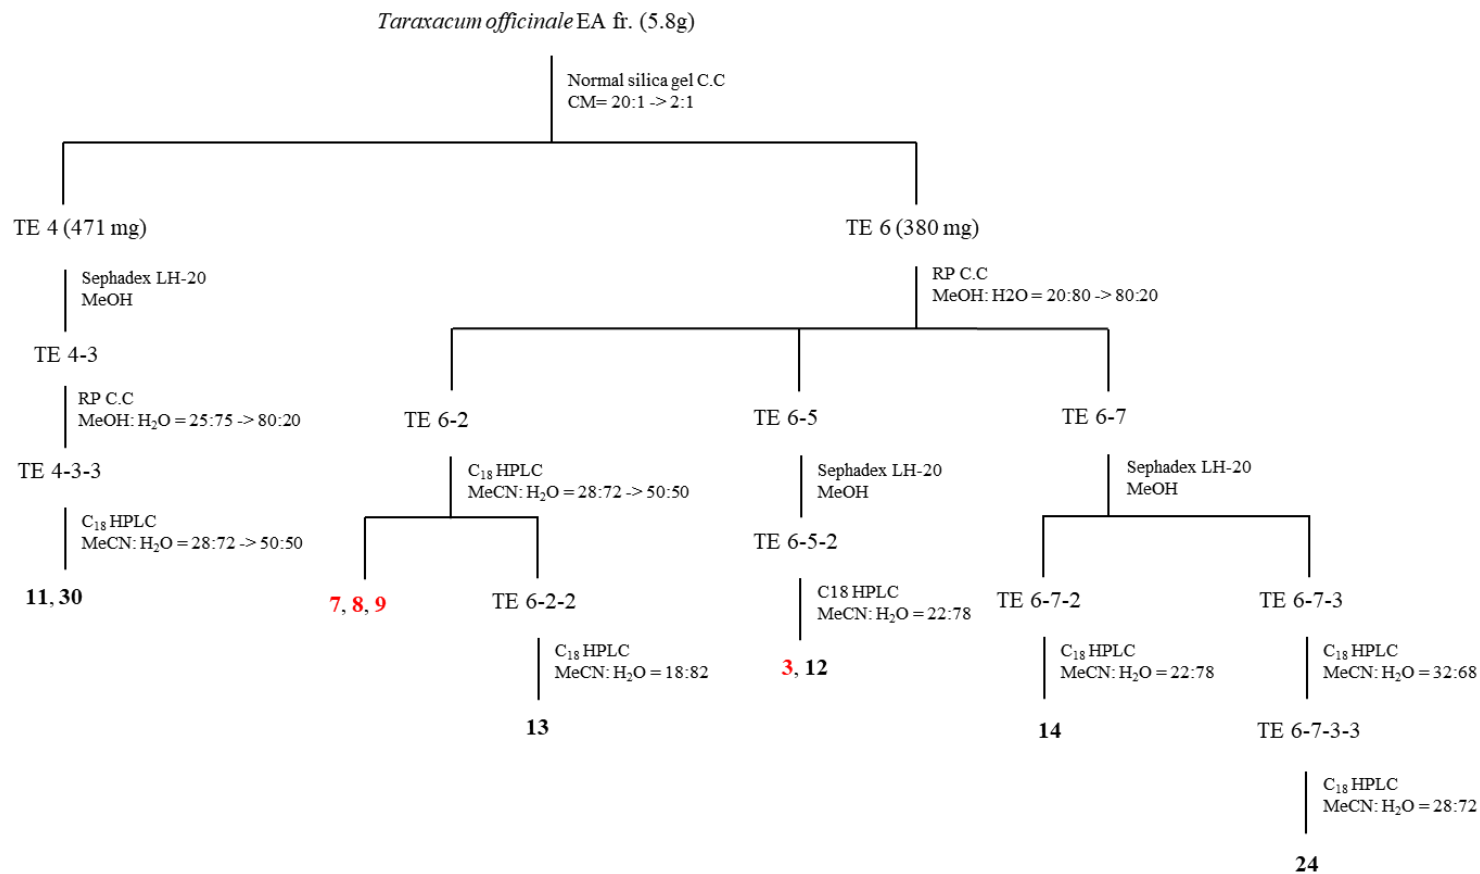 Taraxacum officinale EA fr. (5.8g)
Normal silica gel C.C
CM= 20:1 -> 2:1
TE 4 (471 mg)
TE 6 (380 mg)
Sephadex LH-20
MeOH
RP C.C
MeOH: H2O = 20:80 -> 80:20
TE 4-3
RP C.C
MeOH: H₂O = 25:75 -> 80:20
TE 6-2
TE 6-5
TE 6-7
TE 4-3-3
C₁₈ HPLC
MeCN: H₂O = 28:72 -> 50:50
Sephadex LH-20
MeOH
Sephadex LH-20
MeOH
C₁₈ HPLC
MeCN: H₂O = 28:72 -> 50:50
TE 6-5-2
11, 30
7, 8, 9
TE 6-2-2
C18 HPLC
MeCN: H₂O = 22:78
TE 6-7-2
TE 6-7-3
C₁₈ HPLC
MeCN: H₂O = 18:82
3, 12
C₁₈ HPLC
MeCN: H₂O = 22:78
C₁₈ HPLC
MeCN: H₂O = 32:68
13
14
TE 6-7-3-3
C₁₈ HPLC
MeCN: H₂O = 28:72
24